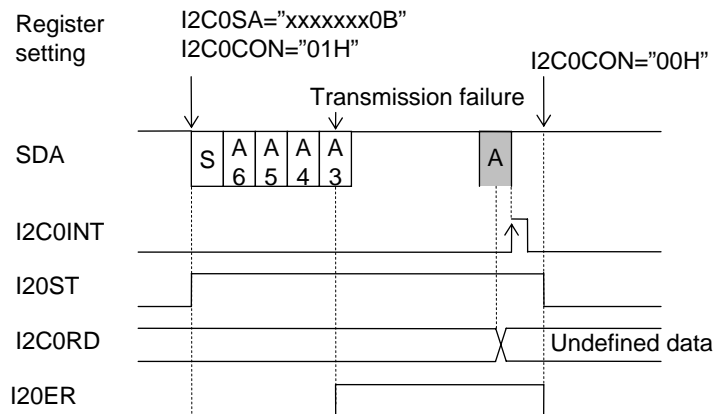 Register
setting
I2C0SA="xxxxxxx0B"
I2C0CON="01H"
I2C0CON="00H"
Transmission failure
SDA
S A A A A A
6 5 4 3
I2C0INT
I20ST
I2C0RD
Undefined data
I20ER